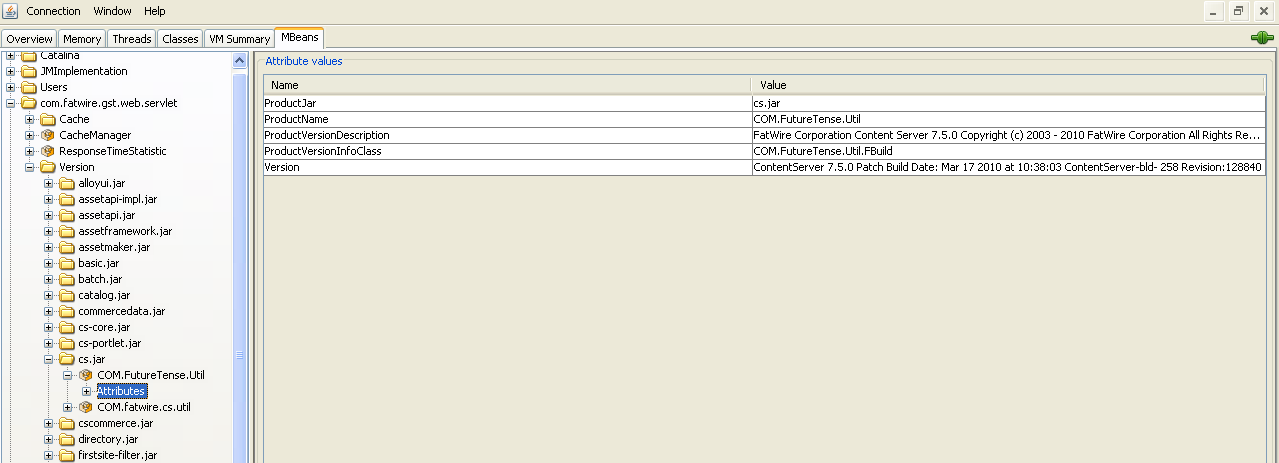 Connection Window Help
Overview Memory Threads Classes VM Summary MBeans
Catalina
JMImplementation
Users
com.fatwire.gst.web.servlet
Cache
CacheManager
ResponseTimeStatistic
Version
alloyui.jar
assetapi-impl.jar
assetapi.jar
assetframework.jar
assetmaker.jar
basic.jar
batch.jar
catalog.jar
commercedata.jar
cs-core.jar
cs-portlet.jar
cs.jar
COM.FutureTense.Util
Attributes
COM.fatwire.cs.util
cscommerce.jar
directory.jar
firstsite-filter.jar
Attribute values
Name Value
ProductJar cs.jar
ProductName COM.FutureTense.Util
ProductVersionDescription FatWire Corporation Content Server 7.5.0 Copyright (c) 2003 - 2010 FatWire Corporation All Rights Re...
ProductVersionInfoClass COM.FutureTense.Util.FBuild
Version ContentServer 7.5.0 Patch Build Date: Mar 17 2010 at 10:38:03 ContentServer-bld- 258 Revision:128840